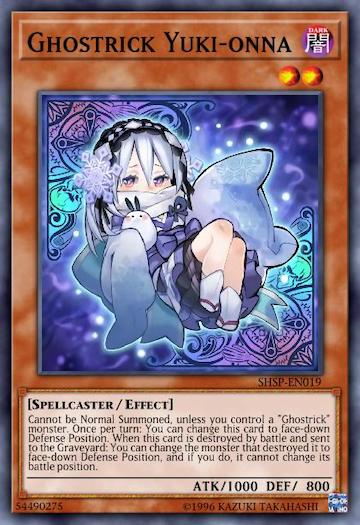 GHOSTRICK YUKI-ONNA
DARK
闇
SHSP-EN019
[SPELLCASTER / EFFECT]
Cannot be Normal Summoned, unless you control a "Ghostrick"
monster. Once per turn: You can change this card to face-down
Defense Position. When this card is destroyed by battle and sent
to the Graveyard: You can change the monster that destroyed it to
face-down Defense Position, and if you do, it cannot change its
battle position.
ATK/1000 DEF/ 800
54490275
©1996 KAZUKI TAKAHASHI